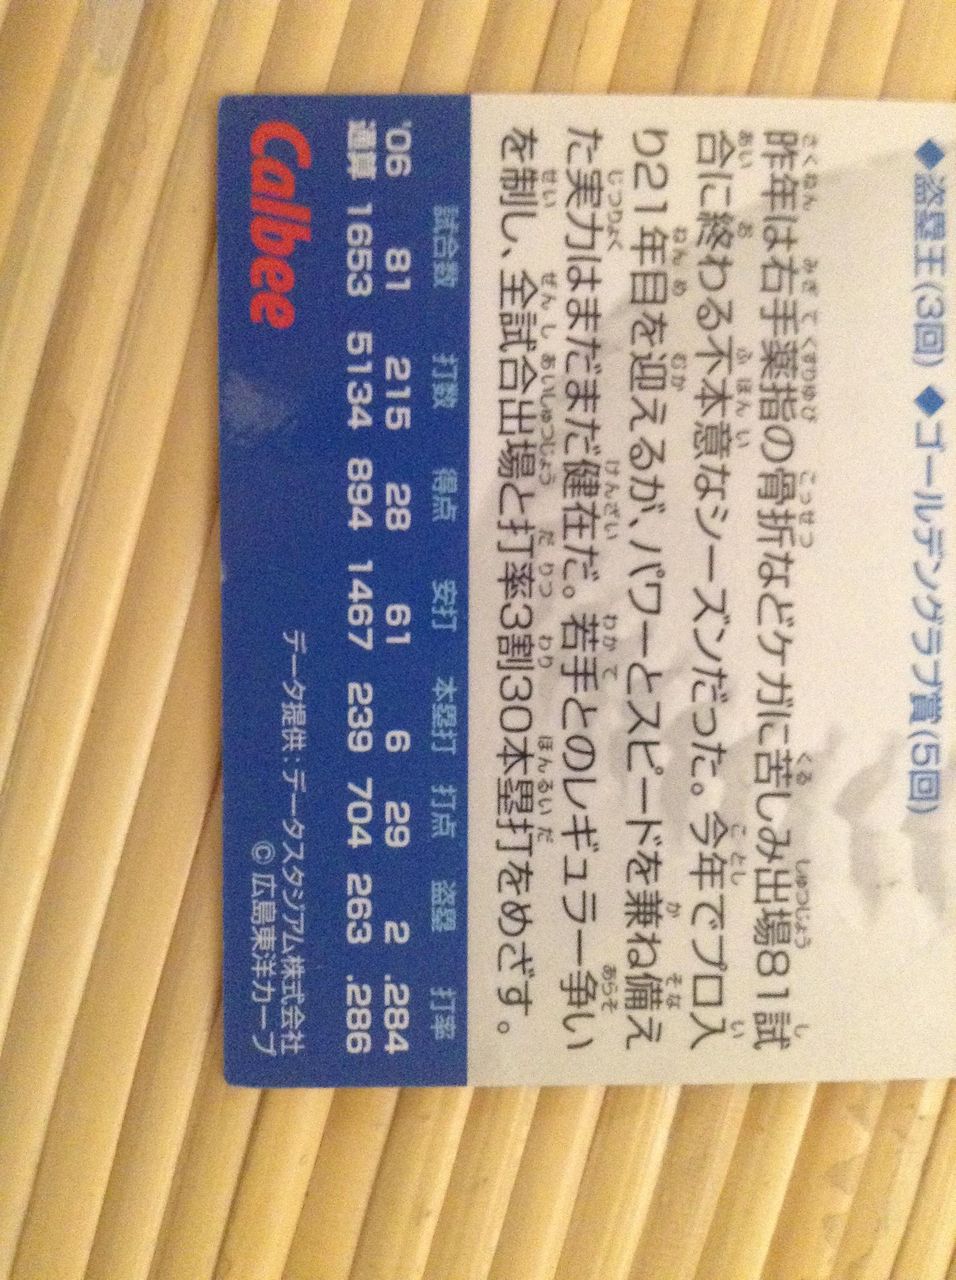 ◆盗塁王(3回)◆ゴールデングラブ賞(5回)
昨年は右手薬指の骨折などケガに苦しみ出場81試
合に終わる不本意なシーズンだった。今年でプロ入
り21年目を迎えるが、パワーとスピードを兼ね備え
た実力はまだまだ健在だ。若手とのレギュラー争い
を制し、全試合出場と打率3割30本塁打をめざす。
試合数 打数 得点 安打 本塁打 打点 盗塁 打率
'06 81 215 28 61 6 29 2 .284
通算 1653 5134 894 1467 239 704 263 .286
Calbee
データ提供:データスタジアム株式会社
©広島東洋カープ